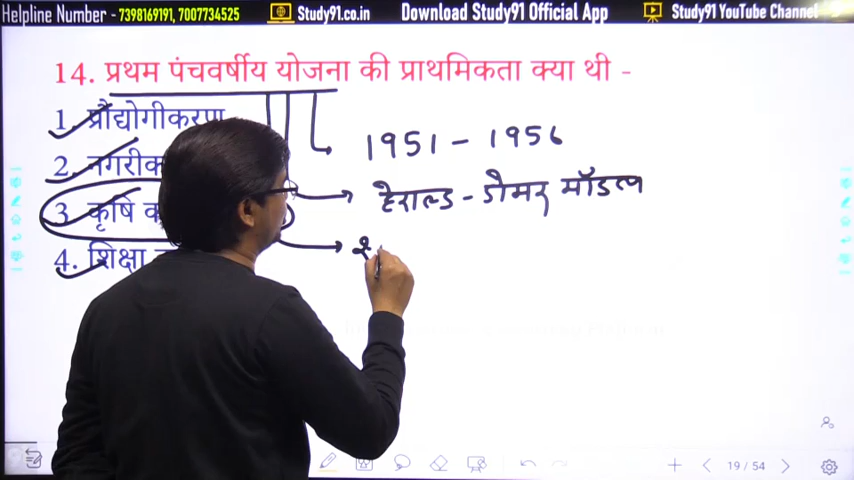 Helpline Number - 7398169191, 7007734525 Study91.co.in Download Study91 Official App Study91 YouTube Channel
14. प्रथम पंचवर्षीय योजना की प्राथमिकता क्या थी -
1. प्रौद्योगीकरण
1951 - 1956
2.
हेराल्ड - डोमर मॉडल
3 कृषि
4. शिक्षा
19 / 54